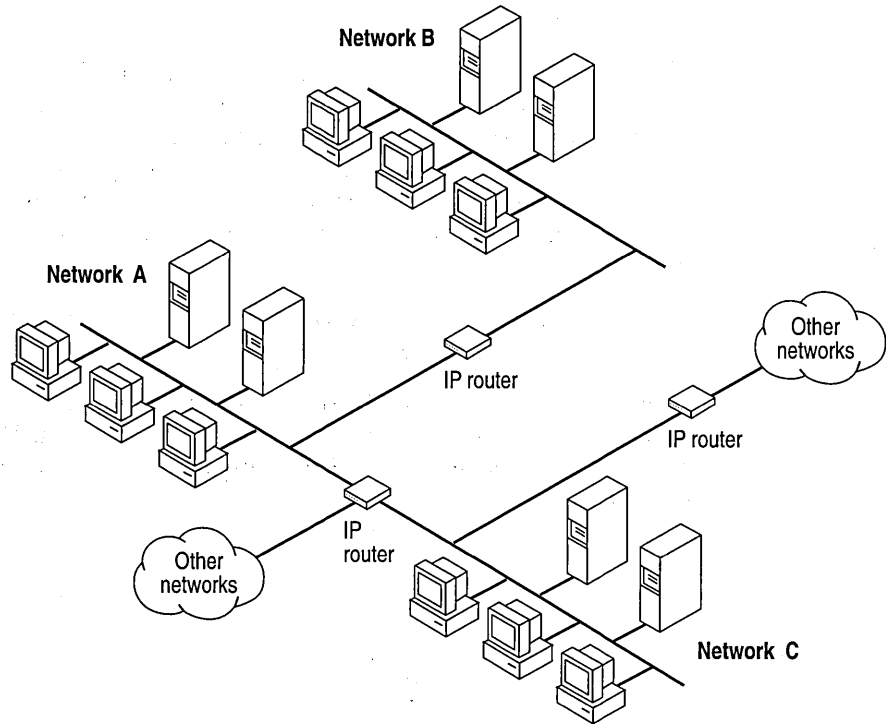 Network B
Network A
Other
networks
IP router
IP router
IP
router
Other
networks
Network C